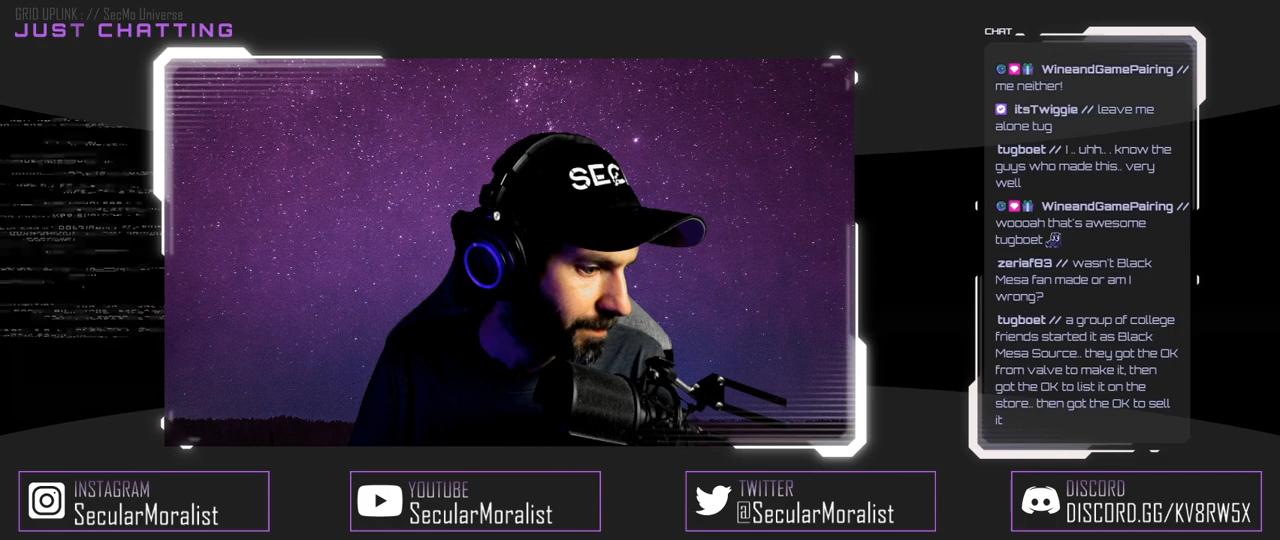 GRID UPLINK : // SecMo Universe
JUST CHATTING
CHAT
WineandGamePairing //
me neither!
itsTwiggie // leave me
alone tug
tugboet // I .. uhh.. . know the
guys who made this.. very
well
WineandGamePairing //
woooah that's awesome
tugboet
zeriaf83 // wasn't Black
Mesa fan made or am I
wrong?
tugboet // a group of college
friends started it as Black
Mesa Source.. they got the OK
from valve to make it, then
got the OK to list it on the
store.. then got the OK to sell
it
SEC
INSTAGRAM
SecularMoralist
YOUTUBE
SecularMoralist
TWITTER
@SecularMoralist
DISCORD
DISCORD.GG/KV8RW5X